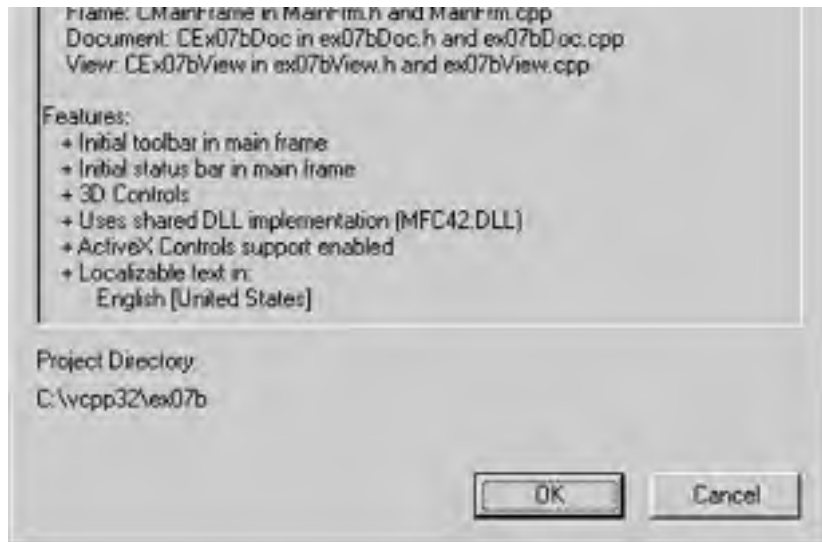 Frame: CMainFrame in MainFrm.h and MainFrm.cpp
Document: CEx07bDoc in ex07bDoc.h and ex07bDoc.cpp
View: CEx07bView in ex07bView.h and ex07bView.cpp
Features:
+ Initial toolbar in main frame
+ Initial status bar in main frame
+ 3D Controls
+ Uses shared DLL implementation (MFC42.DLL)
+ ActiveX Controls support enabled
+ Localizable text in:
English [United States]
Project Directory:
C:\vcpp32\ex07b
OK Cancel